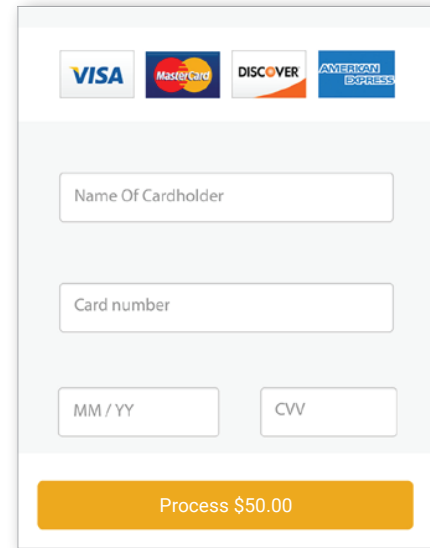 VISA MasterCard DISCOVER AMERICAN EXPRESS
Name Of Cardholder
Card number
MM / YY CVV
Process $50.00